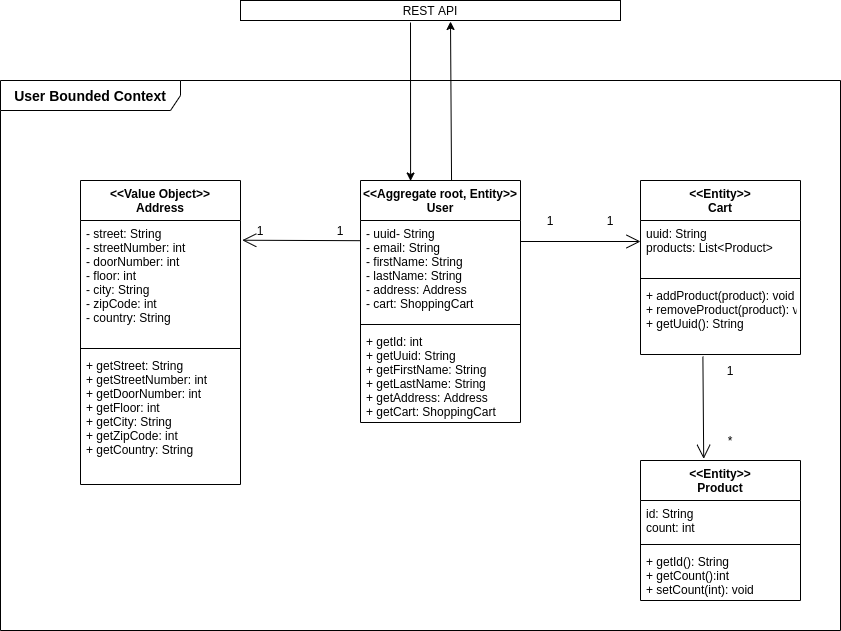 REST API
User Bounded Context
<<Value Object>>
Address
- street: String
- streetNumber: int
- doorNumber: int
- floor: int
- city: String
- zipCode: int
- country: String
+ getStreet: String
+ getStreetNumber: int
+ getDoorNumber: int
+ getFloor: int
+ getCity: String
+ getZipCode: int
+ getCountry: String
1
1
<<Aggregate root, Entity>>
User
- uuid- String
- email: String
- firstName: String
- lastName: String
- address: Address
- cart: ShoppingCart
+ getId: int
+ getUuid: String
+ getFirstName: String
+ getLastName: String
+ getAddress: Address
+ getCart: ShoppingCart
1
1
<<Entity>>
Cart
uuid: String
products: List<Product>
+ addProduct(product): void
+ removeProduct(product):
+ getUuid(): String
1
*
<<Entity>>
Product
id: String
count: int
+ getId(): String
+ getCount():int
+ setCount(int): void